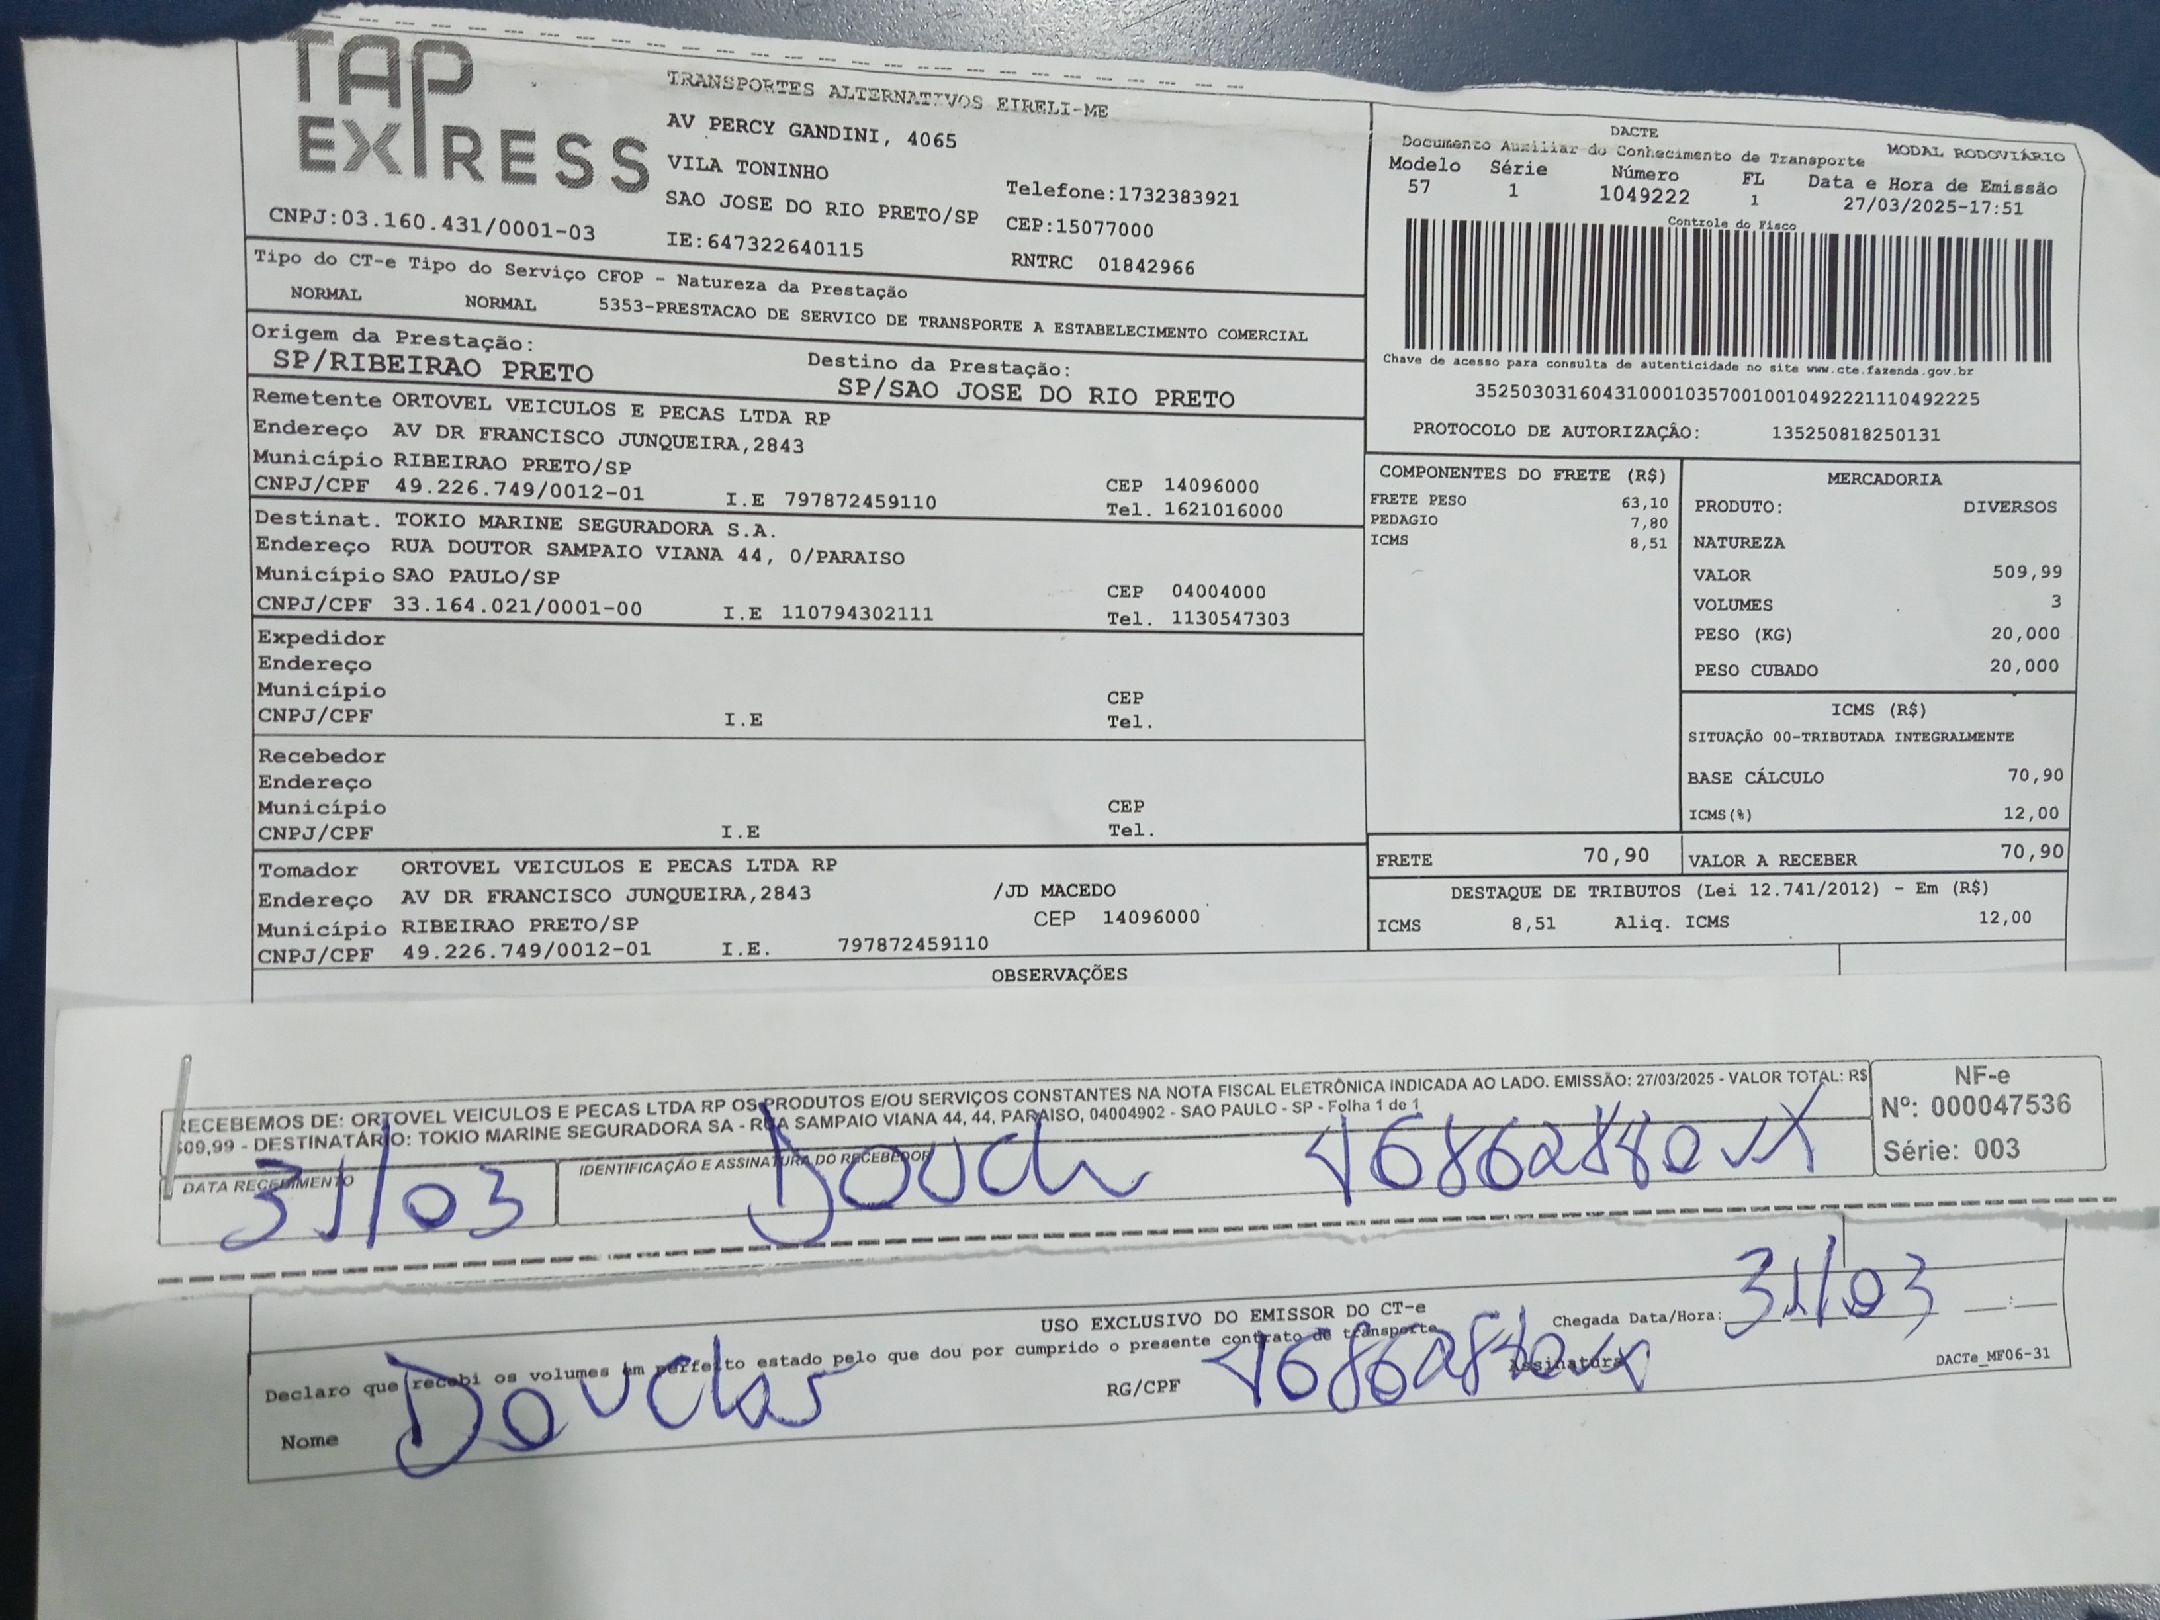 TAP EXPRESS
CNPJ:03.160.431/0001-03
TRANSPORTES ALTERNATIVOS EIRELI-ME
AV PERCY GANDINI, 4065
VILA TONINHO
SAO JOSE DO RIO PRETO/SP
IE:647322640115
Telefone:1732383921
CEP:15077000
RNTRC 01842966
DACTE
Documento Auxiliar do Conhecimento de Transporte
MODAL RODOVIÁRIO
Modelo Série Número FL Data e Hora de Emissão
57 1 1049222 1 27/03/2025-17:51
Controle do Fisco
Chave de acesso para consulta de autenticidade no site www.cte.fazenda.gov.br
35250303160431000103570010010492221110492225
PROTOCOLO DE AUTORIZAÇÂO: 135250818250131
Tipo do CT-e Tipo do Serviço CFOP - Natureza da Prestação
NORMAL NORMAL 5353-PRESTACAO DE SERVICO DE TRANSPORTE A ESTABELECIMENTO COMERCIAL
Origem da Prestação:
SP/RIBEIRAO PRETO
Destino da Prestação:
SP/SAO JOSE DO RIO PRETO
Remetente ORTOVEL VEICULOS E PECAS LTDA RP
Endereço AV DR FRANCISCO JUNQUEIRA,2843
Município RIBEIRAO PRETO/SP CEP 14096000
CNPJ/CPF 49.226.749/0012-01 I.E 797872459110 Tel. 1621016000
Destinat. TOKIO MARINE SEGURADORA S.A.
Endereço RUA DOUTOR SAMPAIO VIANA 44, 0/PARAISO
Município SAO PAULO/SP CEP 04004000
CNPJ/CPF 33.164.021/0001-00 I.E 110794302111 Tel. 1130547303
Expedidor
Endereço
Município CEP
CNPJ/CPF I.E Tel.
Recebedor
Endereço
Município CEP
CNPJ/CPF I.E Tel.
Tomador ORTOVEL VEICULOS E PECAS LTDA RP
Endereço AV DR FRANCISCO JUNQUEIRA,2843 /JD MACEDO
Município RIBEIRAO PRETO/SP CEP 14096000
CNPJ/CPF 49.226.749/0012-01 I.E. 797872459110
COMPONENTES DO FRETE (R$)
FRETE PESO 63,10
PEDAGIO 7,80
ICMS 8,51
MERCADORIA
PRODUTO: DIVERSOS
NATUREZA
VALOR 509,99
VOLUMES 3
PESO (KG) 20,000
PESO CUBADO 20,000
ICMS (R$)
SITUAÇÃO 00-TRIBUTADA INTEGRALMENTE
BASE CÁLCULO 70,90
ICMS(%) 12,00
FRETE 70,90 VALOR A RECEBER 70,90
DESTAQUE DE TRIBUTOS (Lei 12.741/2012) - Em (R$)
ICMS 8,51 Aliq. ICMS 12,00
OBSERVAÇÕES
RECEBEMOS DE: ORTOVEL VEICULOS E PECAS LTDA RP OS PRODUTOS E/OU SERVIÇOS CONSTANTES NA NOTA FISCAL ELETRÔNICA INDICADA AO LADO. EMISSÃO: 27/03/2025 - VALOR TOTAL: R$
509,99 - DESTINATÁRIO: TOKIO MARINE SEGURADORA SA - RUA SAMPAIO VIANA 44, 44, PARAISO, 04004902 - SAO PAULO - SP - Folha 1 de 1
NF-e
Nº: 000047536
Série: 003
DATA RECEBIMENTO
31/03
IDENTIFICAÇÃO E ASSINATURA DO RECEBEDOR
USO EXCLUSIVO DO EMISSOR DO CT-e
Chegada Data/Hora: 31/03
Declaro que recebi os volumes em perfeito estado pelo que dou por cumprido o presente contrato de transporte
Nome Douglas RG/CPF Assinatura
DACTe_MF06-31